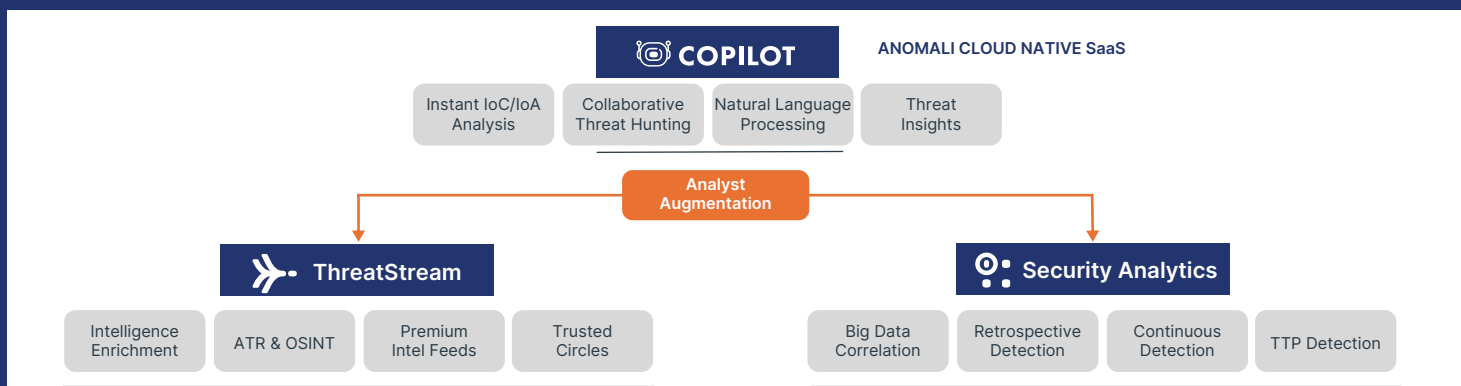 COPILOT
ANOMALI CLOUD NATIVE SaaS
Instant IoC/IoA
Analysis
Collaborative
Threat Hunting
Natural Language
Processing
Threat
Insights
Analyst
Augmentation
ThreatStream
Security Analytics
Intelligence
Enrichment
ATR & OSINT
Premium
Intel Feeds
Trusted
Circles
Big Data
Correlation
Retrospective
Detection
Continuous
Detection
TTP Detection